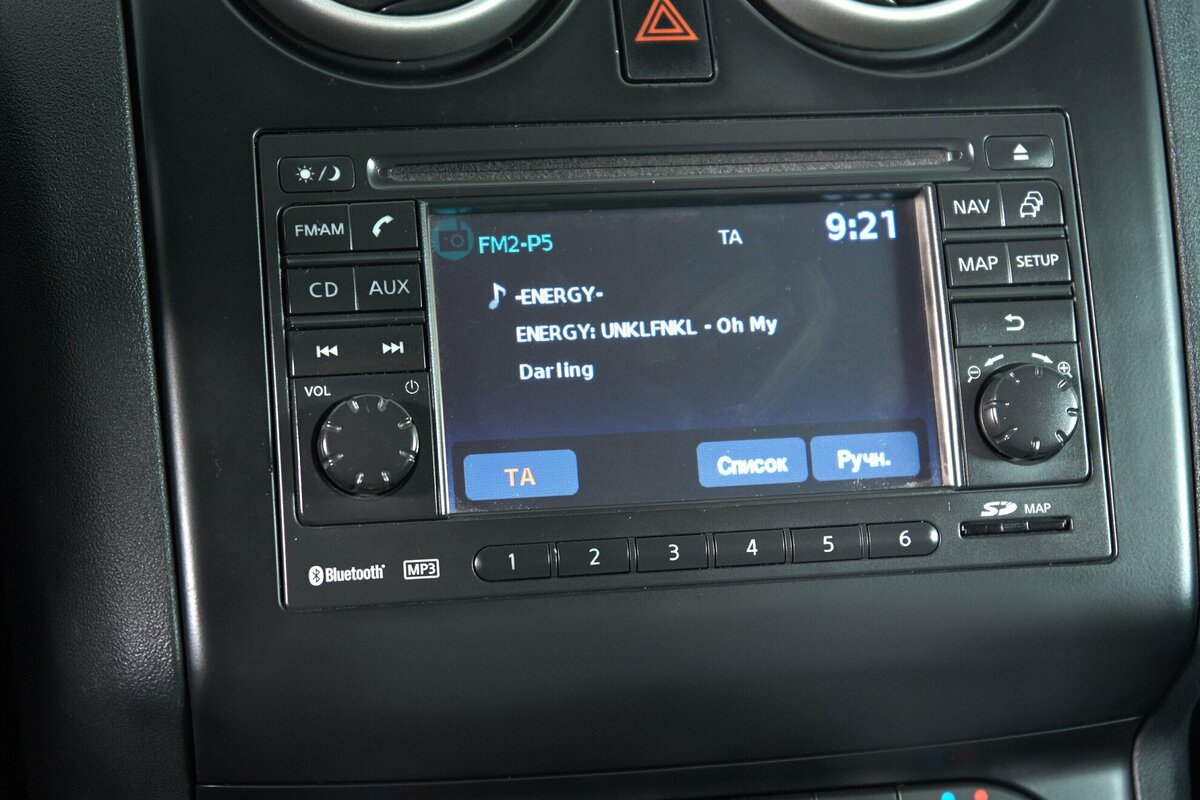 FM·AM
CD AUX
VOL
FM2-P5 TA 9:21
-ENERGY-
ENERGY: UNKLFNKL - Oh My
Darling
TA Список Ручн.
NAV
MAP SETUP
SD MAP
Bluetooth MP3 1 2 3 4 5 6